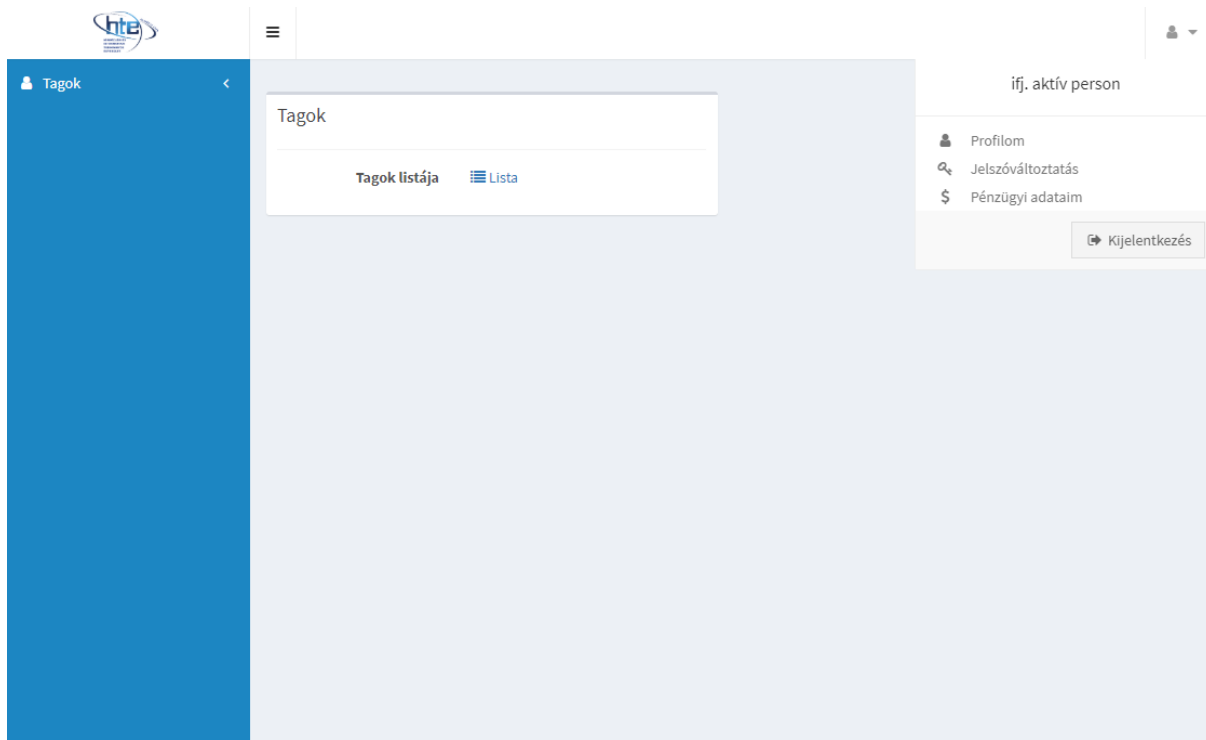 hte
Tagok
ifj. aktív person
Tagok
Profilom
Tagok listája Lista
Jelszóváltoztatás
Pénzügyi adataim
Kijelentkezés